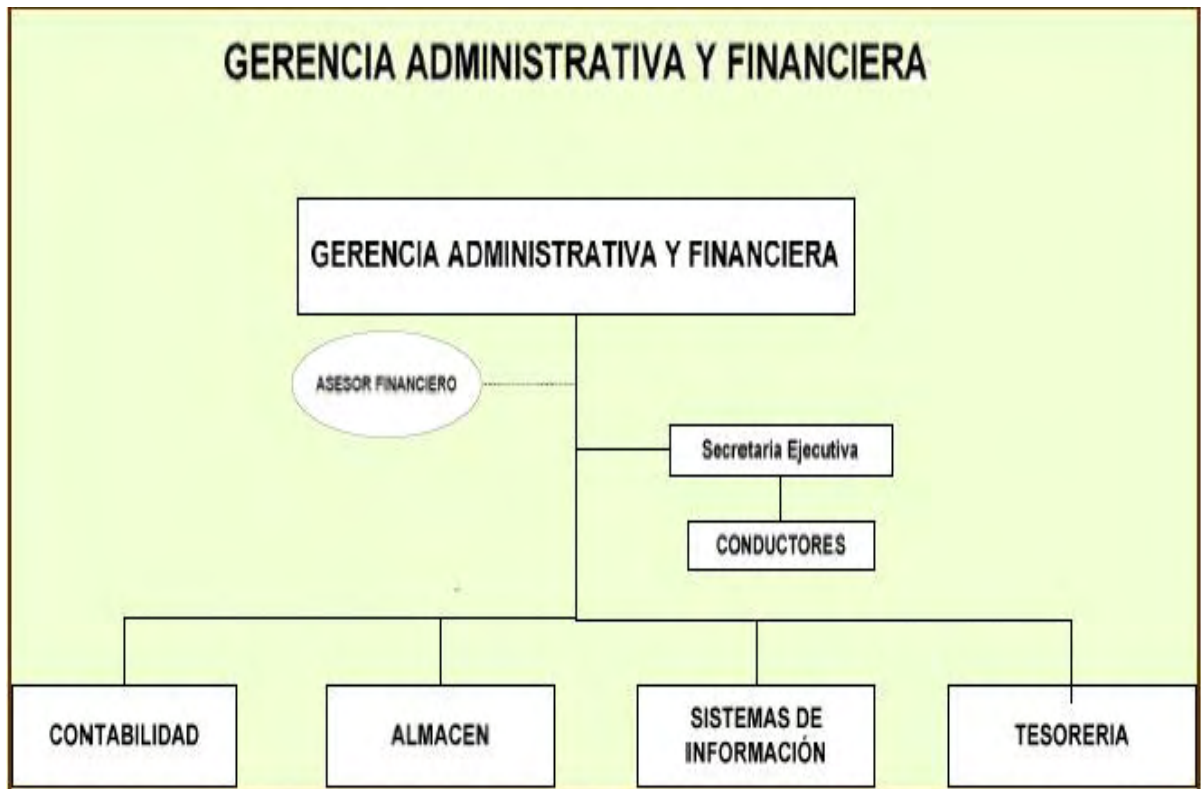 GERENCIA ADMINISTRATIVA Y FINANCIERA
GERENCIA ADMINISTRATIVA Y FINANCIERA
ASESOR FINANCIERO
Secretaria Ejecutiva
CONDUCTORES
CONTABILIDAD
ALMACEN
SISTEMAS DE
INFORMACIÓN
TESORERIA